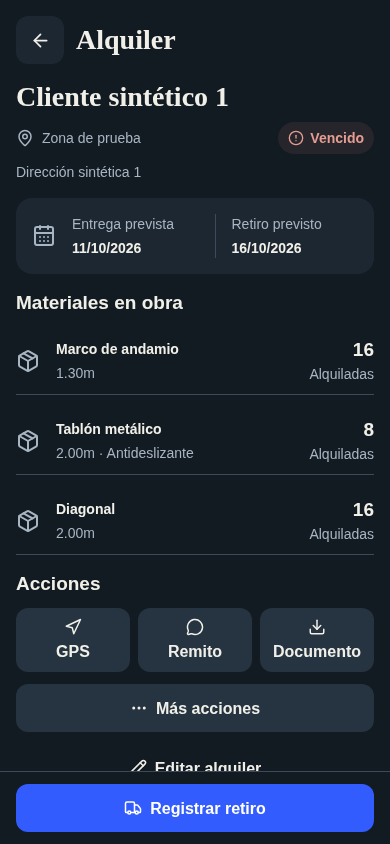 Alquiler
Cliente sintético 1
Zona de prueba
Vencido
Dirección sintética 1
Entrega prevista
Retiro previsto
11/10/2026
16/10/2026
Materiales en obra
Marco de andamio
16
1.30m
Alquiladas
Tablón metálico
8
2.00m · Antideslizante
Alquiladas
Diagonal
16
2.00m
Alquiladas
Acciones
GPS
Remito
Documento
Más acciones
Editar alquiler
Registrar retiro